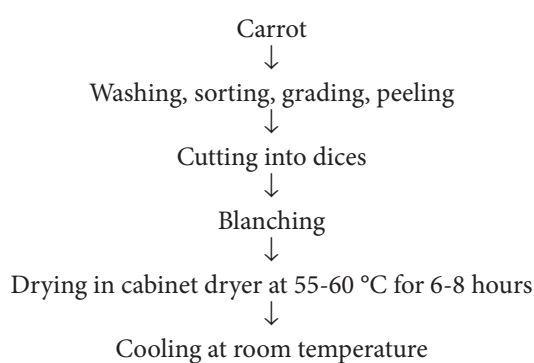 Carrot
↓
Washing, sorting, grading, peeling
↓
Cutting into dices
↓
Blanching
↓
Drying in cabinet dryer at 55-60 °C for 6-8 hours
↓
Cooling at room temperature